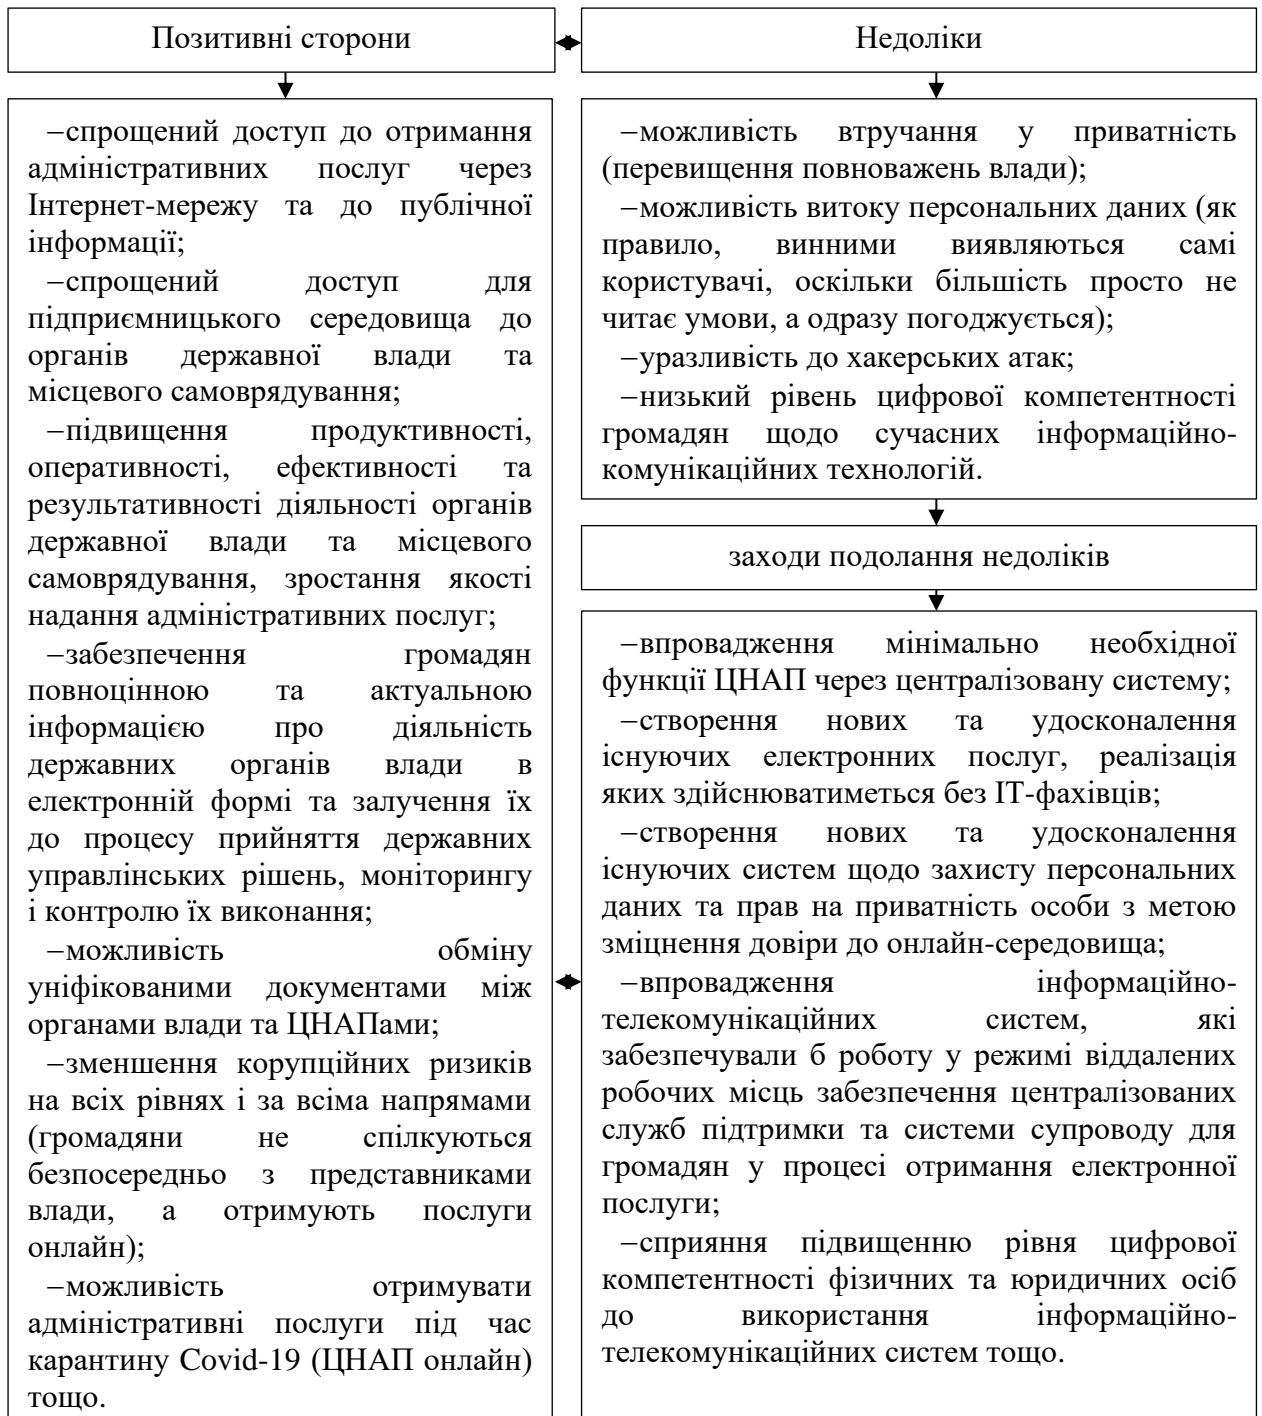 Позитивні сторони
Недоліки
–спрощений доступ до отримання
адміністративних послуг через
Інтернет-мережу та до публічної
інформації;
–спрощений доступ для
підприємницького середовища до
органів державної влади та
місцевого самоврядування;
–підвищення продуктивності,
оперативності, ефективності та
результативності діяльності органів
державної влади та місцевого
самоврядування, зростання якості
надання адміністративних послуг;
–забезпечення громадян
повноцінною та актуальною
інформацією про діяльність
державних органів влади в
електронній формі та залучення їх
до процесу прийняття державних
управлінських рішень, моніторингу
і контролю їх виконання;
–можливість обміну
уніфікованими документами між
органами влади та ЦНАПами;
–зменшення корупційних ризиків
на всіх рівнях і за всіма напрямами
(громадяни не спілкуються
безпосередньо з представниками
влади, а отримують послуги
онлайн);
–можливість отримувати
адміністративні послуги під час
карантину Covid-19 (ЦНАП онлайн)
тощо.
–можливість втручання у приватність
(перевищення повноважень влади);
–можливість витоку персональних даних (як
правило, винними виявляються самі
користувачі, оскільки більшість просто не
читає умови, а одразу погоджується);
–уразливість до хакерських атак;
–низький рівень цифрової компетентності
громадян щодо сучасних інформаційно-
комунікаційних технологій.
заходи подолання недоліків
–впровадження мінімально необхідної
функції ЦНАП через централізовану систему;
–створення нових та удосконалення
існуючих електронних послуг, реалізація
яких здійснюватиметься без ІТ-фахівців;
–створення нових та удосконалення
існуючих систем щодо захисту персональних
даних та прав на приватність особи з метою
зміцнення довіри до онлайн-середовища;
–впровадження інформаційно-
телекомунікаційних систем, які
забезпечували б роботу у режимі віддалених
робочих місць забезпечення централізованих
служб підтримки та системи супроводу для
громадян у процесі отримання електронної
послуги;
–сприяння підвищенню рівня цифрової
компетентності фізичних та юридичних осіб
до використання інформаційно-
телекомунікаційних систем тощо.